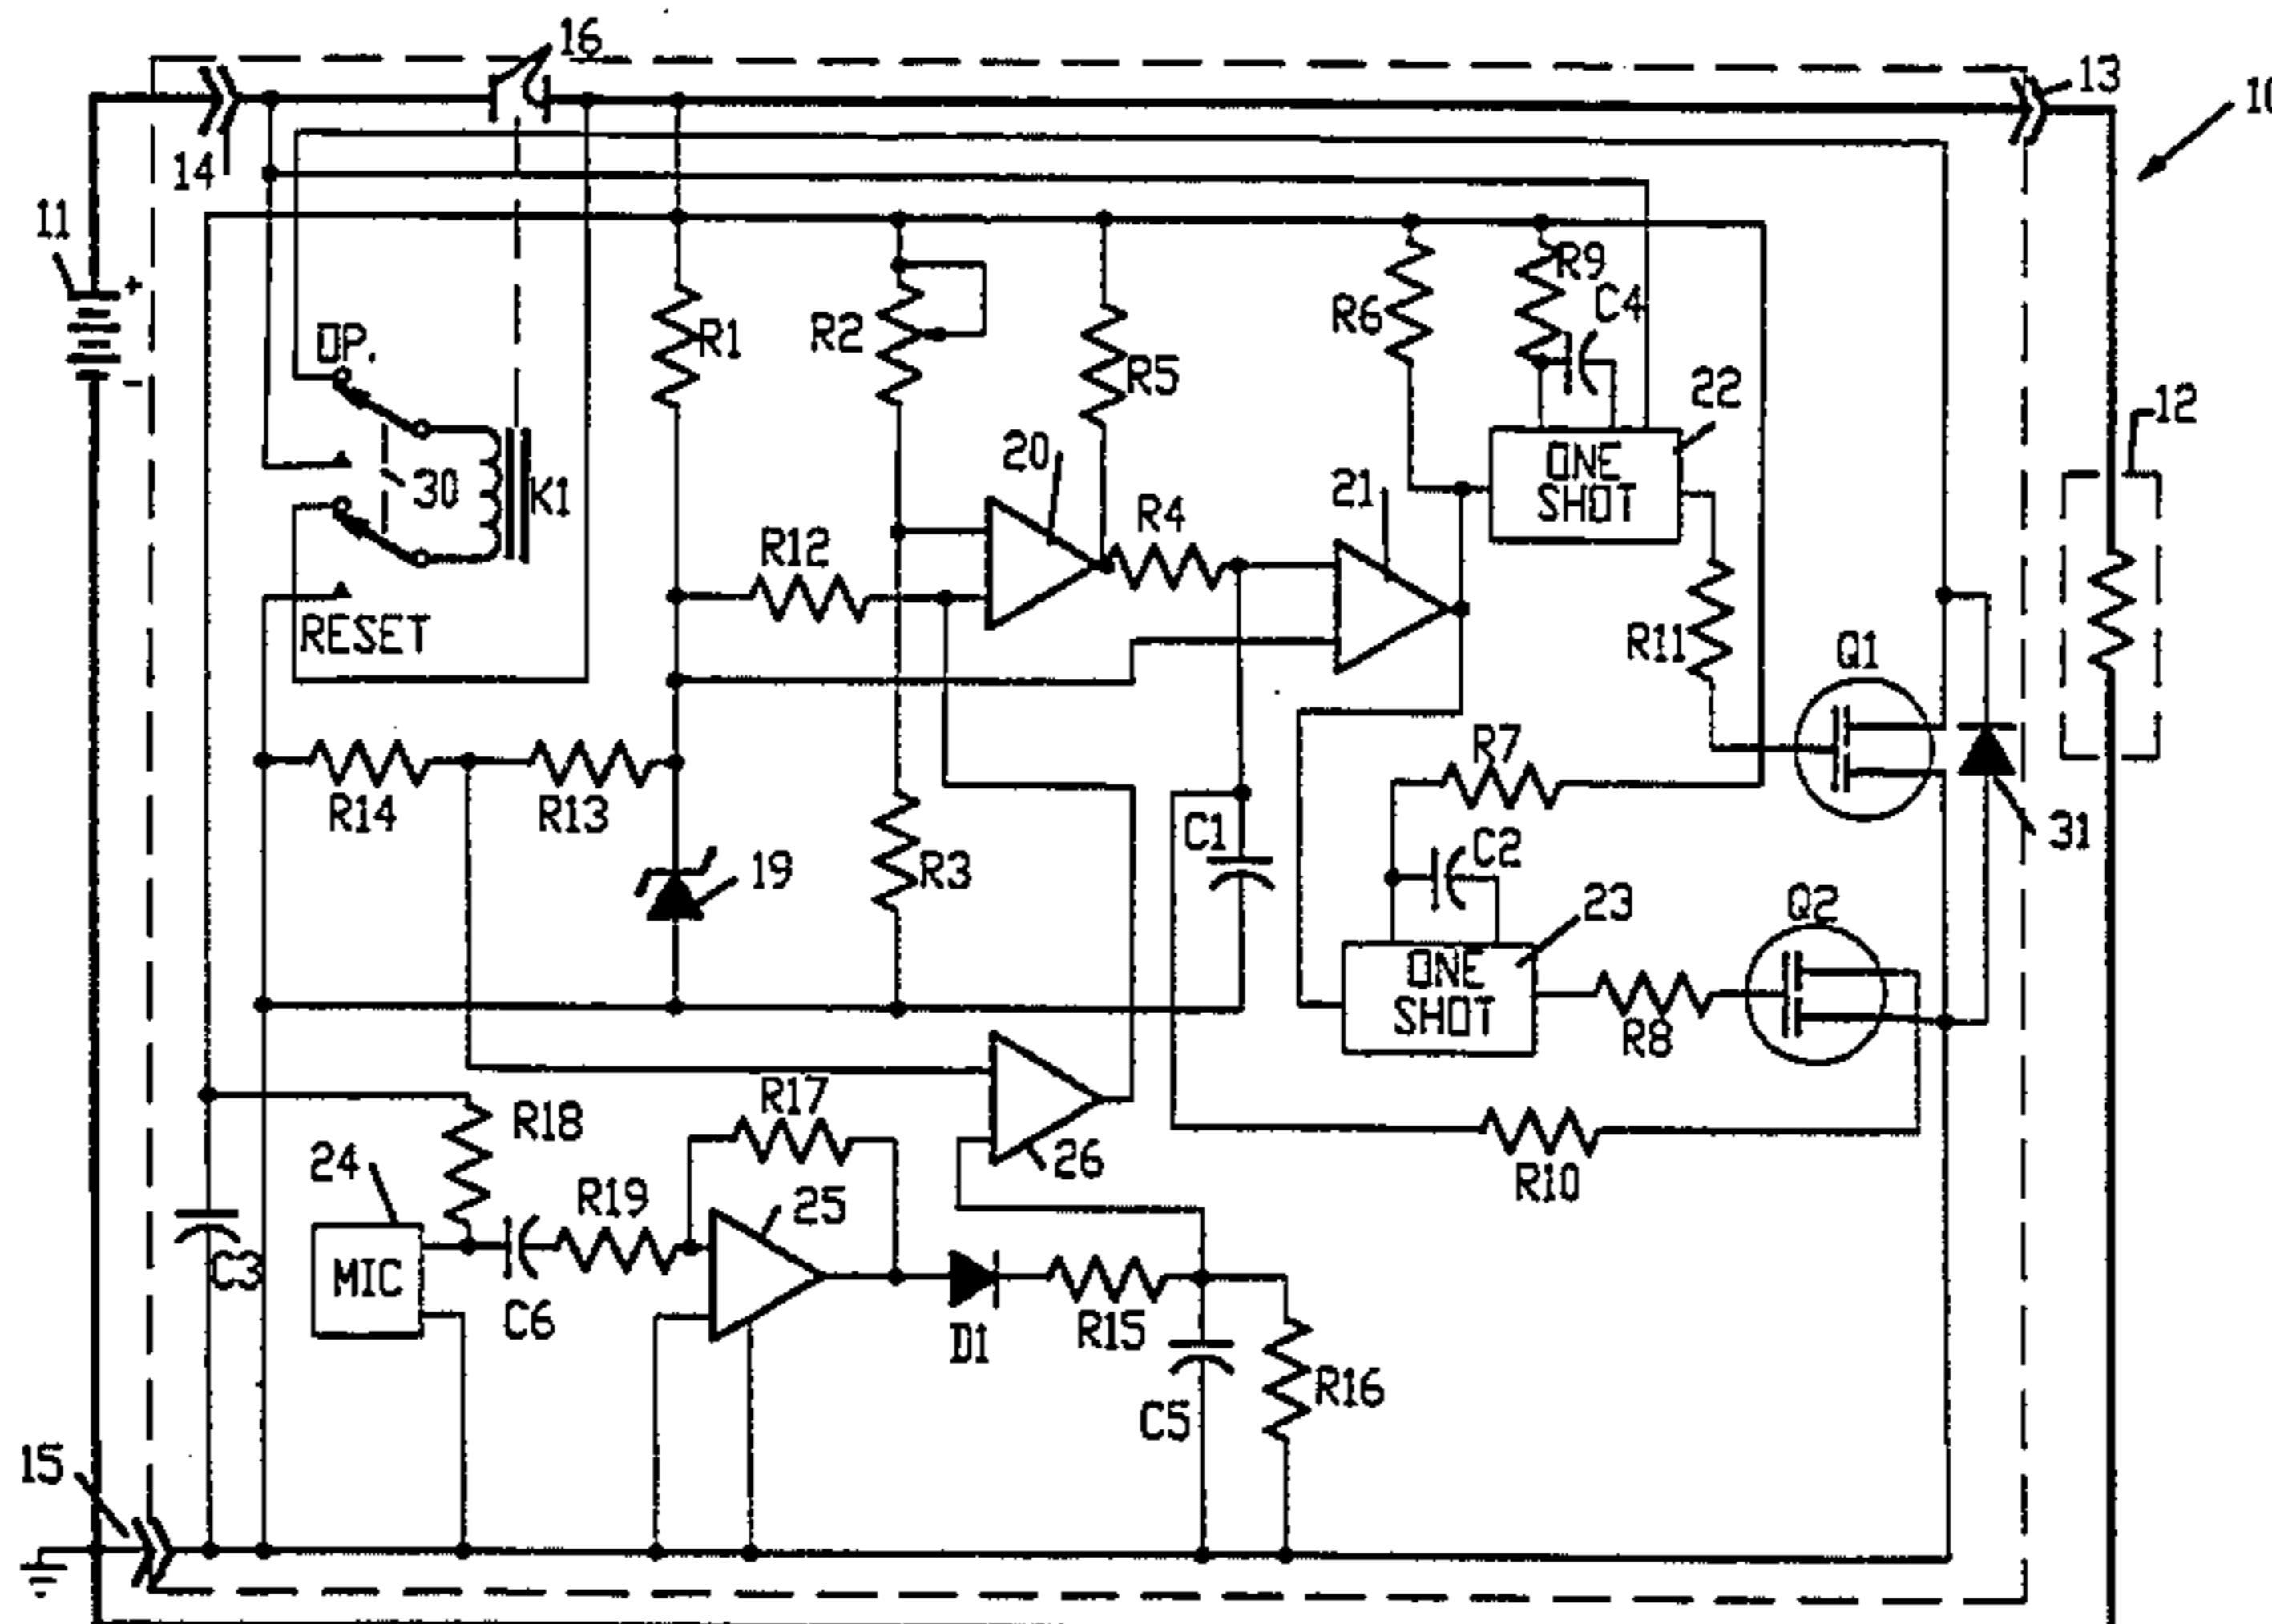 16
13
10
14
11
+
-
OP.
30
K1
RESET
R1
R2
R5
R6
R9
C4
22
ONE
SHOT
12
20
R12
R4
21
R11
Q1
31
R14
R13
19
R3
C1
R7
C2
23
ONE
SHOT
R8
Q2
R10
R18
24
MIC
C3
C6
R19
R17
25
26
D1
R15
C5
R16
15